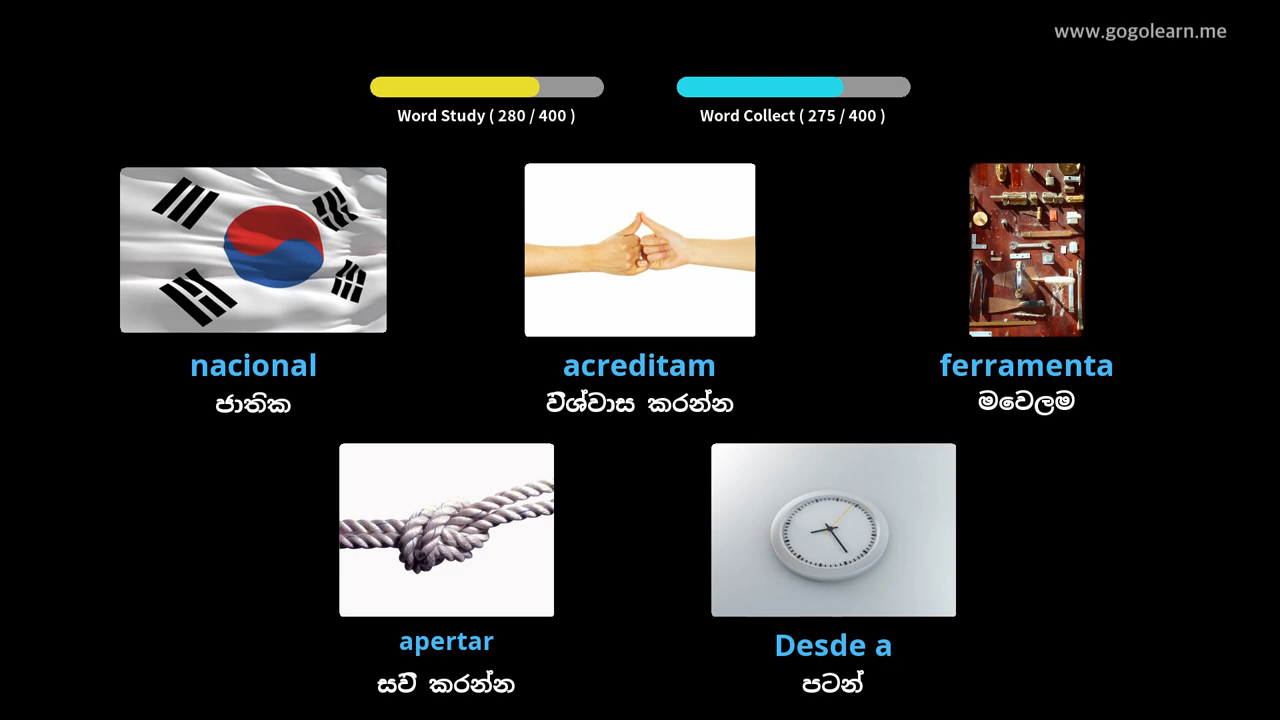 www.gogolearn.me
Word Study ( 280 / 400 )
Word Collect ( 275 / 400 )
nacional
ජාතික
acreditam
විශ්වාස කරන්න
ferramenta
මවෙලම
apertar
සවි කරන්න
Desde a
පටන්